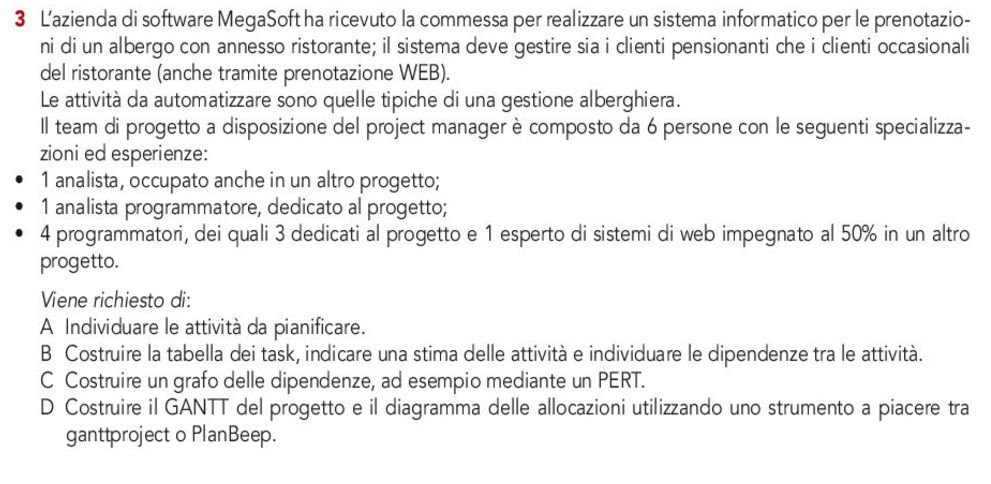 3 L'azienda di software MegaSoft ha ricevuto la commessa per realizzare un sistema informatico per le prenotazio-
ni di un albergo con annesso ristorante; il sistema deve gestire sia i clienti pensionanti che i clienti occasionali
del ristorante (anche tramite prenotazione WEB).
Le attività da automatizzare sono quelle tipiche di una gestione alberghiera.
Il team di progetto a disposizione del project manager è composto da 6 persone con le seguenti specializza-
zioni ed esperienze:
• 1 analista, occupato anche in un altro progetto;
• 1 analista programmatore, dedicato al progetto;
• 4 programmatori, dei quali 3 dedicati al progetto e 1 esperto di sistemi di web impegnato al 50% in un altro
progetto.
Viene richiesto di:
A Individuare le attività da pianificare.
B Costruire la tabella dei task, indicare una stima delle attività e individuare le dipendenze tra le attività.
C Costruire un grafo delle dipendenze, ad esempio mediante un PERT.
D Costruire il GANTT del progetto e il diagramma delle allocazioni utilizzando uno strumento a piacere tra
ganttproject o PlanBeep.